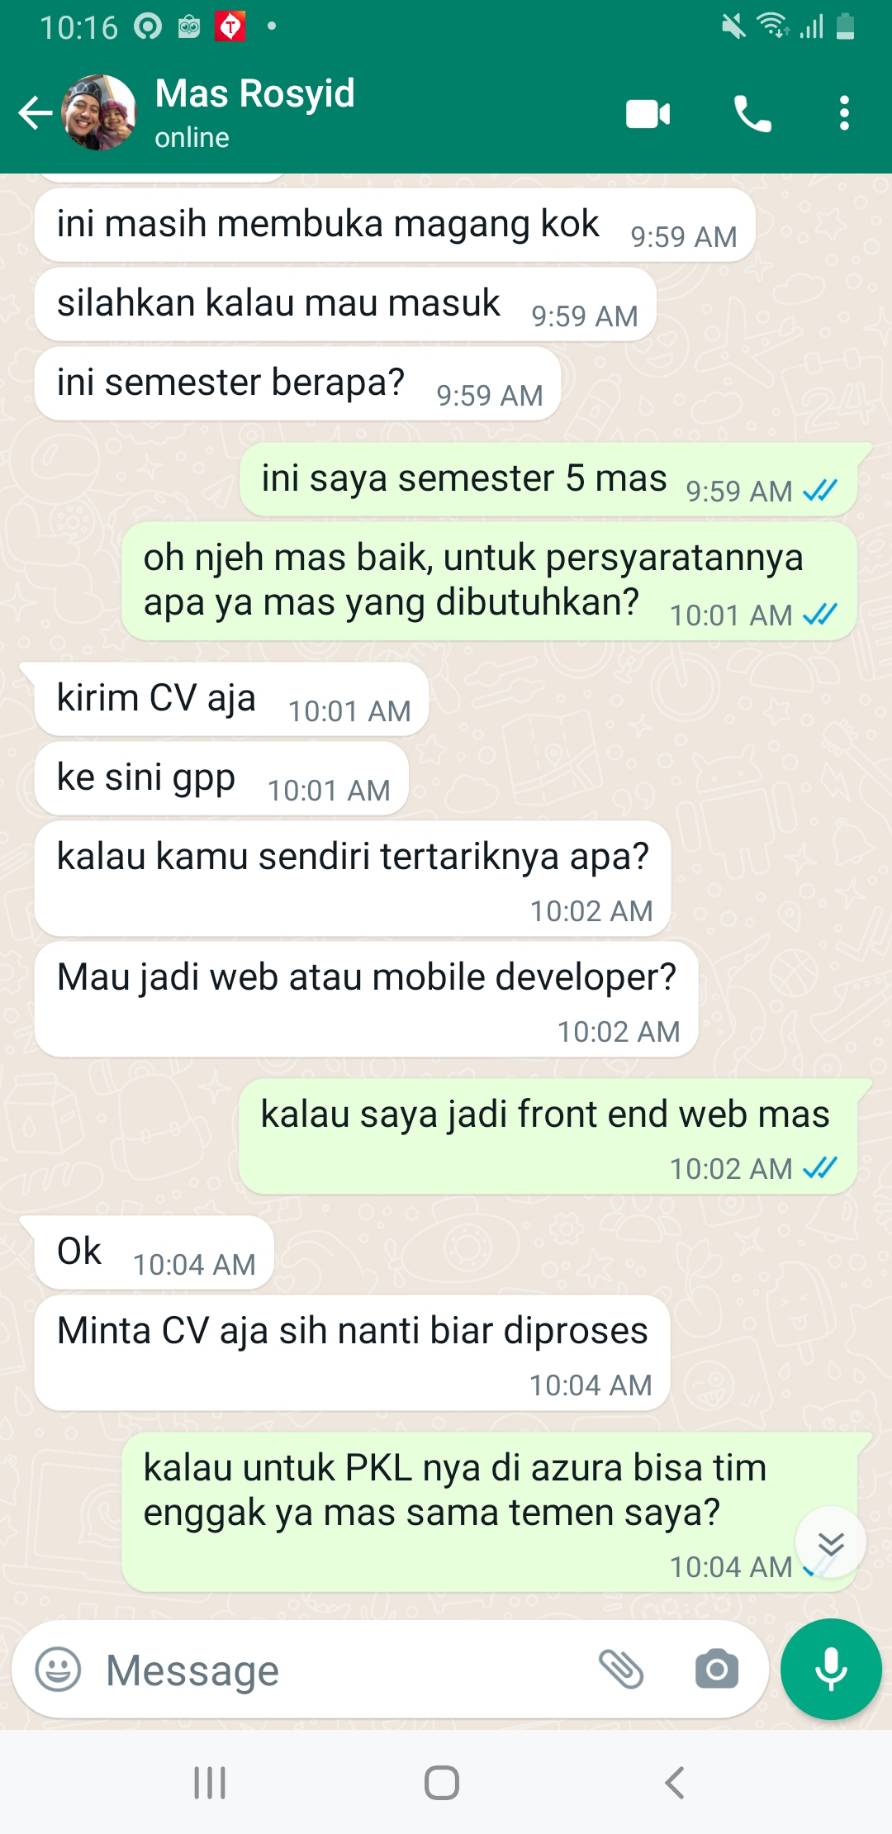 10:16
Mas Rosyid
online
ini masih membuka magang kok 9:59 AM
silahkan kalau mau masuk 9:59 AM
ini semester berapa? 9:59 AM
ini saya semester 5 mas 9:59 AM
oh njeh mas baik, untuk persyaratannya
apa ya mas yang dibutuhkan? 10:01 AM
kirim CV aja 10:01 AM
ke sini gpp 10:01 AM
kalau kamu sendiri tertariknya apa?
10:02 AM
Mau jadi web atau mobile developer?
10:02 AM
kalau saya jadi front end web mas
10:02 AM
Ok 10:04 AM
Minta CV aja sih nanti biar diproses
10:04 AM
kalau untuk PKL nya di azura bisa tim
enggak ya mas sama temen saya?
10:04 AM
Message